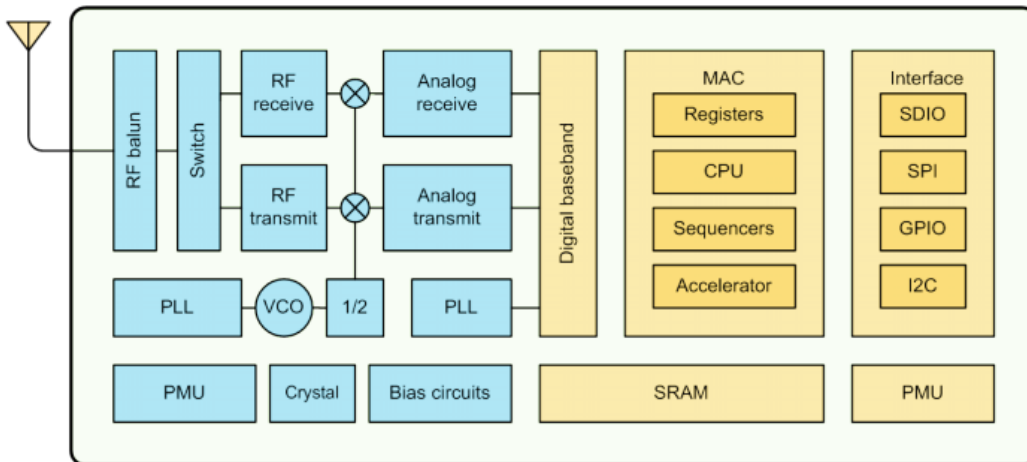 RF balun
Switch
RF
receive
Analog
receive
RF
transmit
Analog
transmit
PLL
VCO
1/2
PLL
Digital baseband
MAC
Registers
CPU
Sequencers
Accelerator
Interface
SDIO
SPI
GPIO
I2C
PMU
Crystal
Bias circuits
SRAM
PMU